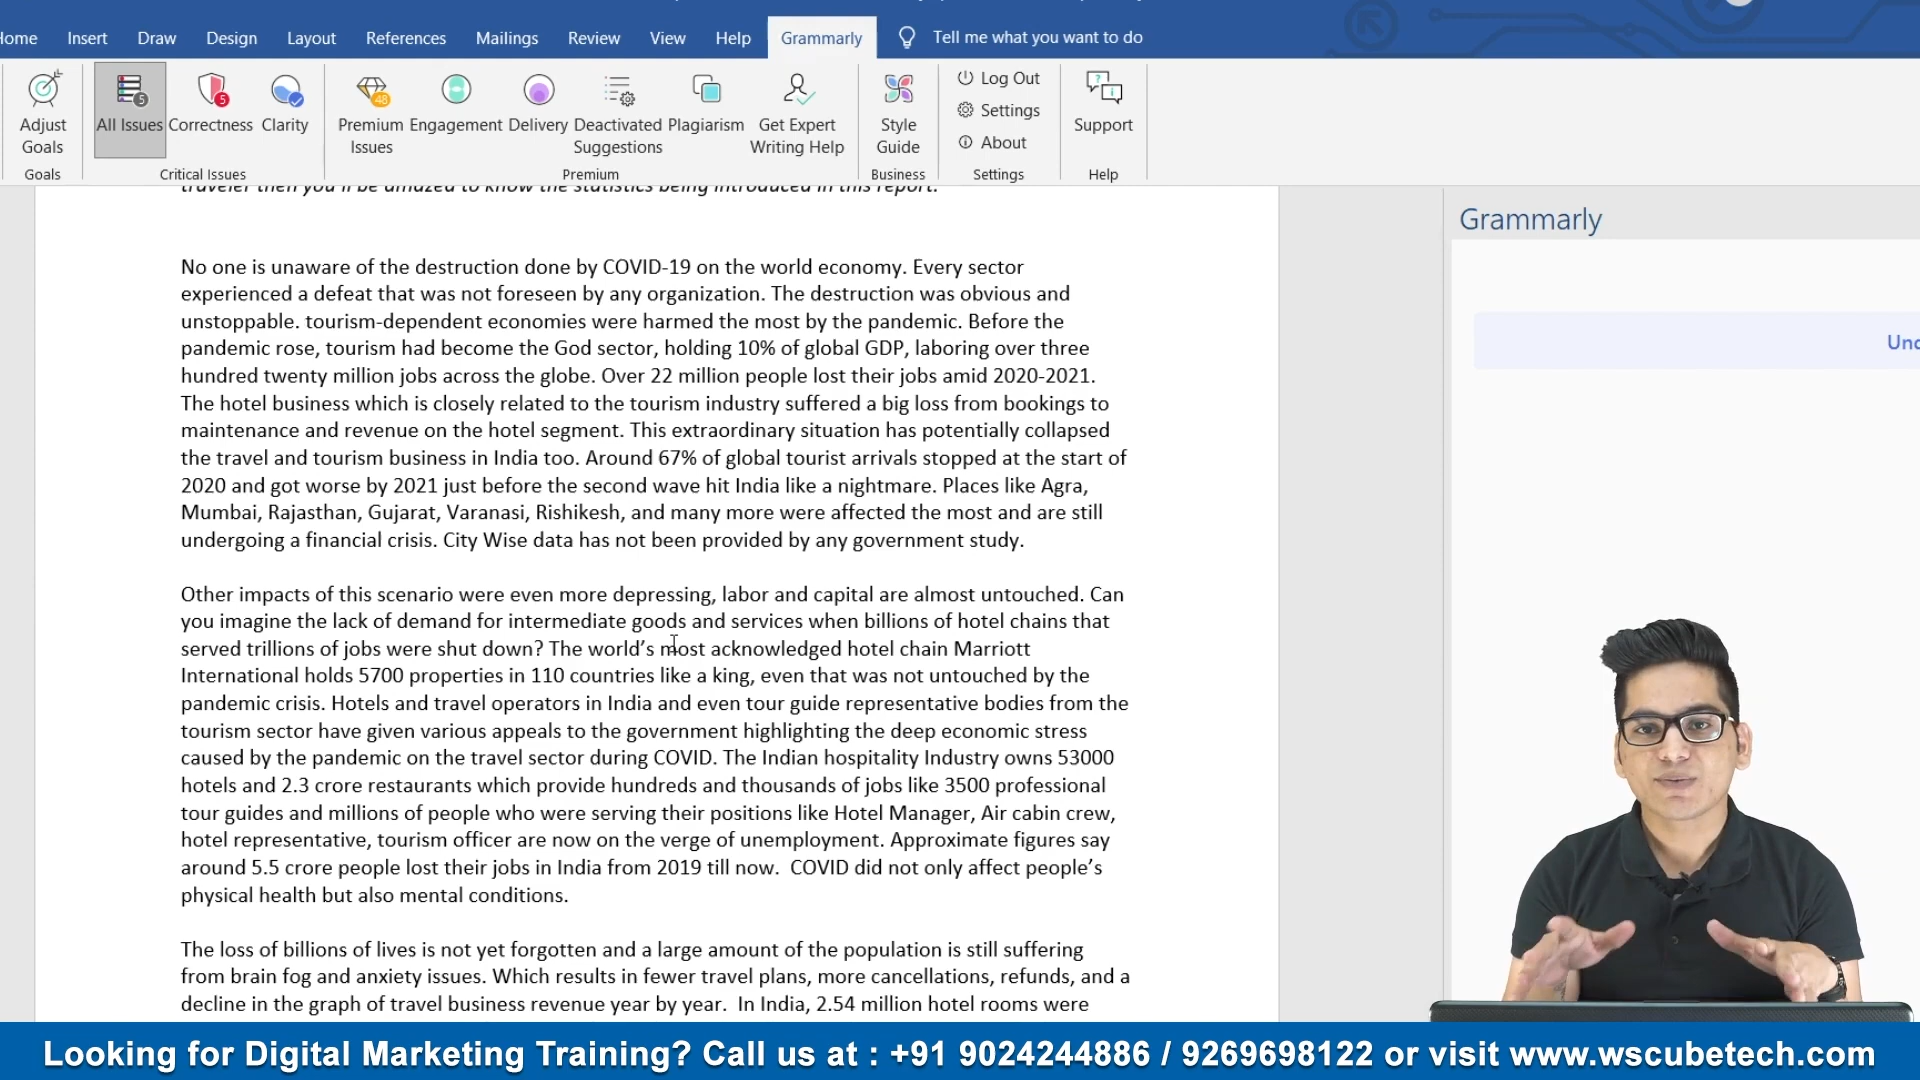 Home Insert Draw Design Layout References Mailings Review View Help Grammarly Tell me what you want to do
Adjust Goals
All Issues
5
Correctness
5
Clarity
Premium Issues
48
Engagement
Delivery
Deactivated Suggestions
Plagiarism
Get Expert Writing Help
Style Guide
Log Out
Settings
About
Support
Goals
Critical Issues
Premium
Business
Settings
Help
traveler then you'll be amazed to know the statistics being introduced in this report.
No one is unaware of the destruction done by COVID-19 on the world economy. Every sector
experienced a defeat that was not foreseen by any organization. The destruction was obvious and
unstoppable. tourism-dependent economies were harmed the most by the pandemic. Before the
pandemic rose, tourism had become the God sector, holding 10% of global GDP, laboring over three
hundred twenty million jobs across the globe. Over 22 million people lost their jobs amid 2020-2021.
The hotel business which is closely related to the tourism industry suffered a big loss from bookings to
maintenance and revenue on the hotel segment. This extraordinary situation has potentially collapsed
the travel and tourism business in India too. Around 67% of global tourist arrivals stopped at the start of
2020 and got worse by 2021 just before the second wave hit India like a nightmare. Places like Agra,
Mumbai, Rajasthan, Gujarat, Varanasi, Rishikesh, and many more were affected the most and are still
undergoing a financial crisis. City Wise data has not been provided by any government study.
Other impacts of this scenario were even more depressing, labor and capital are almost untouched. Can
you imagine the lack of demand for intermediate goods and services when billions of hotel chains that
served trillions of jobs were shut down? The world’s most acknowledged hotel chain Marriott
International holds 5700 properties in 110 countries like a king, even that was not untouched by the
pandemic crisis. Hotels and travel operators in India and even tour guide representative bodies from the
tourism sector have given various appeals to the government highlighting the deep economic stress
caused by the pandemic on the travel sector during COVID. The Indian hospitality Industry owns 53000
hotels and 2.3 crore restaurants which provide hundreds and thousands of jobs like 3500 professional
tour guides and millions of people who were serving their positions like Hotel Manager, Air cabin crew,
hotel representative, tourism officer are now on the verge of unemployment. Approximate figures say
around 5.5 crore people lost their jobs in India from 2019 till now.  COVID did not only affect people’s
physical health but also mental conditions.
The loss of billions of lives is not yet forgotten and a large amount of the population is still suffering
from brain fog and anxiety issues. Which results in fewer travel plans, more cancellations, refunds, and a
decline in the graph of travel business revenue year by year.  In India, 2.54 million hotel rooms were
Grammarly
Und
Looking for Digital Marketing Training? Call us at : +91 9024244886 / 9269698122 or visit www.wscubetech.com